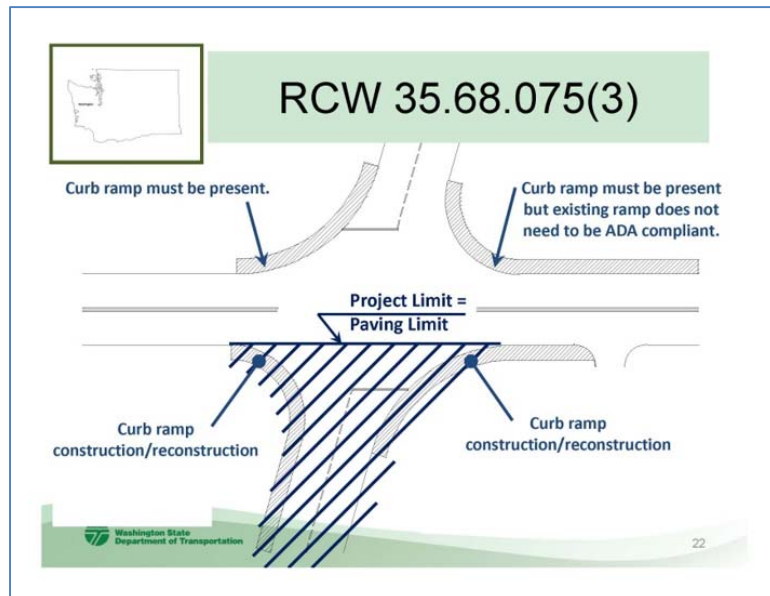 RCW 35.68.075(3)
Curb ramp must be present.
Curb ramp must be present
but existing ramp does not
need to be ADA compliant.
Project Limit =
Paving Limit
Curb ramp
construction/reconstruction
Curb ramp
construction/reconstruction
Washington State
Department of Transportation
22